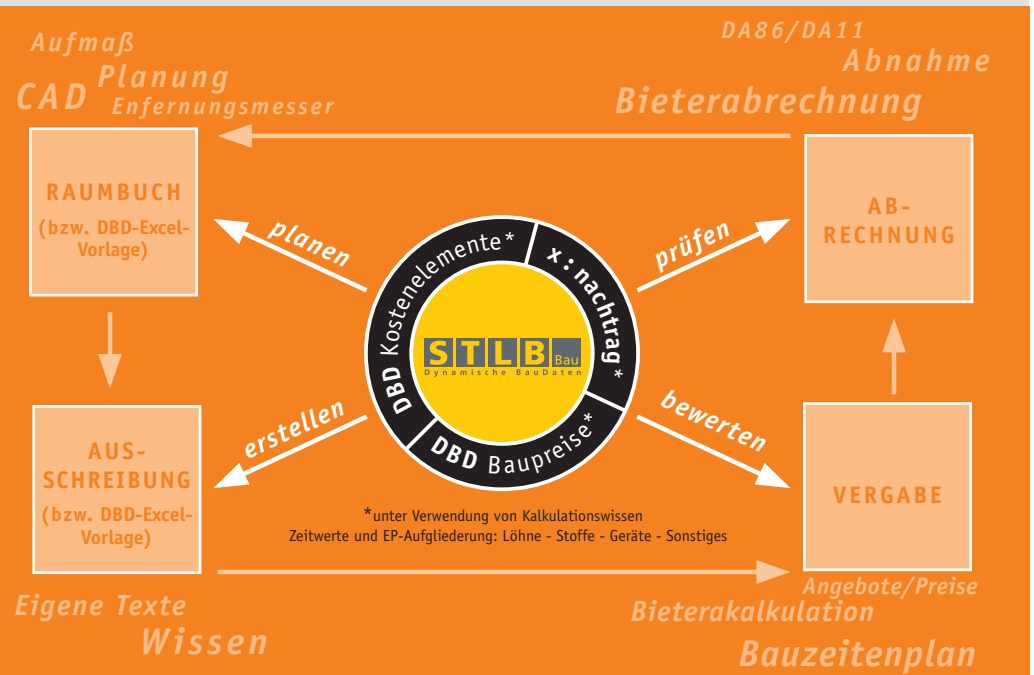 Aufmaß
Planung
CAD
Enfernungsmesser
DA86/DA11
Abnahme
Bieterabrechnung
RAUMBUCH
(bzw. DBD-Excel-
Vorlage)
planen
prüfen
AB-
RECHNUNG
DBD Kostenelemente*
x:nachtrag*
STLB Bau
Dynamische BauDaten
DBD Baupreise*
erstellen
bewerten
AUS-
SCHREIBUNG
(bzw. DBD-Excel-
Vorlage)
VERGABE
*unter Verwendung von Kalkulationswissen
Zeitwerte und EP-Aufgliederung: Löhne - Stoffe - Geräte - Sonstiges
Eigene Texte
Wissen
Angebote/Preise
Bieterakalkulation
Bauzeitenplan